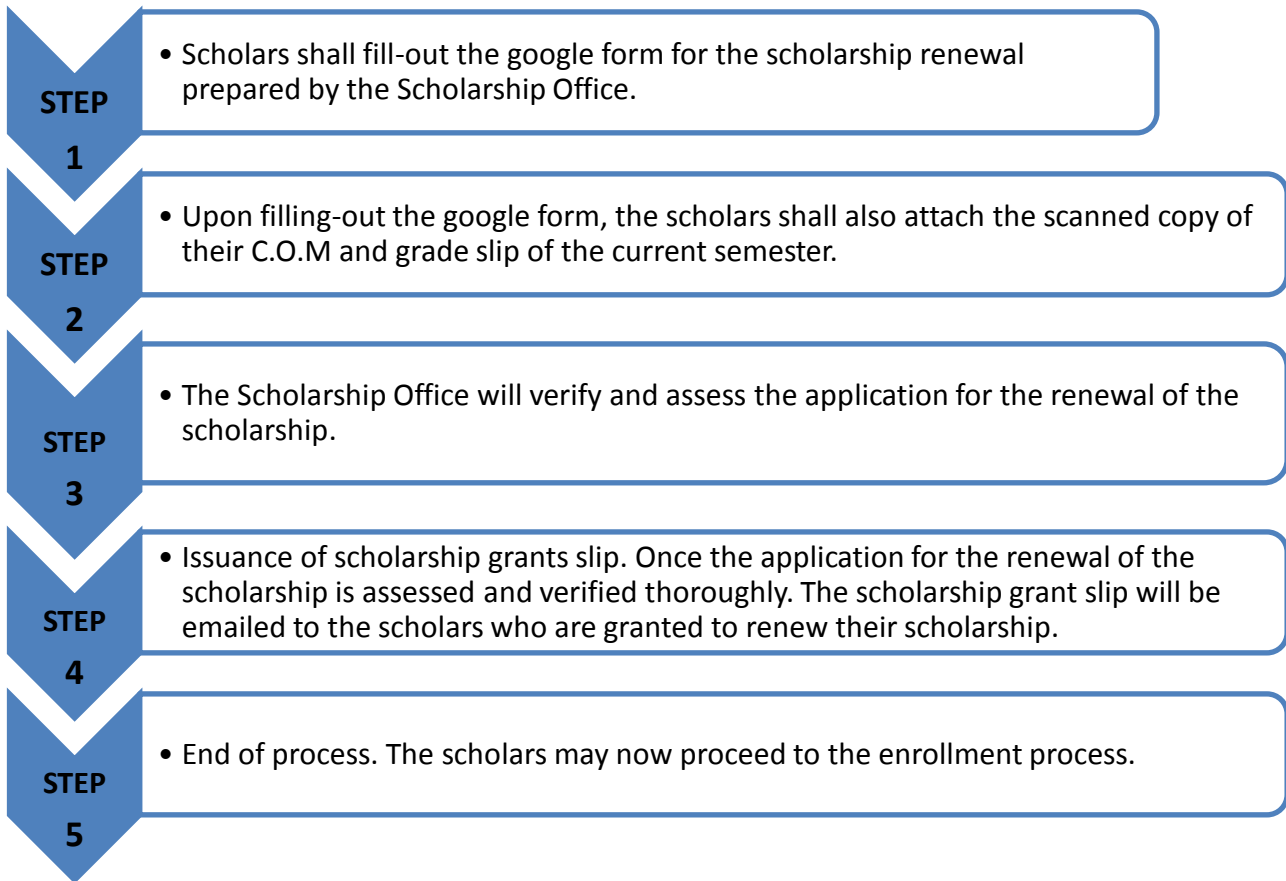 STEP
1
• Scholars shall fill-out the google form for the scholarship renewal
prepared by the Scholarship Office.
STEP
2
• Upon filling-out the google form, the scholars shall also attach the scanned copy of
their C.O.M and grade slip of the current semester.
STEP
3
• The Scholarship Office will verify and assess the application for the renewal of the
scholarship.
STEP
4
• Issuance of scholarship grants slip. Once the application for the renewal of the
scholarship is assessed and verified thoroughly. The scholarship grant slip will be
emailed to the scholars who are granted to renew their scholarship.
STEP
5
• End of process. The scholars may now proceed to the enrollment process.